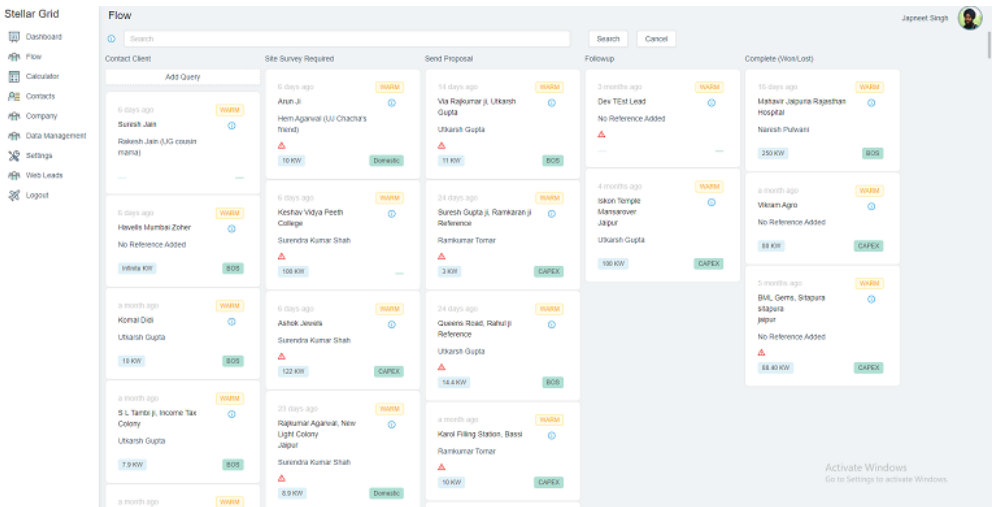 Stellar Grid
Dashboard
Flow
Calculator
Contacts
Company
Data Management
Settings
Web Leads
Logout
Flow
Japneet Singh
Search
Search
Cancel
Contact Client
Add Query
6 days ago
WARM
Suresh Jain
Rakesh Jain (UG cousin
mama)
6 days ago
WARM
Havells Mumbai Zoher
No Reference Added
Infinite KW
BOS
a month ago
WARM
Komal Didi
Utkarsh Gupta
10 KW
BOS
a month ago
WARM
S L Tambi ji, Income Tax
Colony
Utkarsh Gupta
7.9 KW
BOS
a month ago
WARM
Site Survey Required
6 days ago
WARM
Arun Ji
Hem Agarwal (UJ Chacha's
friend)
10 KW
Domestic
6 days ago
WARM
Keshav Vidya Peeth
College
Surendra Kumar Shah
100 KW
6 days ago
WARM
Ashok Jewels
Surendra Kumar Shah
122 KW
CAPEX
23 days ago
WARM
Rajkumar Agarwal, New
Light Colony
Jaipur
Surendra Kumar Shah
8.9 KW
Domestic
Send Proposal
14 days ago
WARM
Via Rajkumar ji, Utkarsh
Gupta
Utkarsh Gupta
11 KW
BOS
24 days ago
WARM
Suresh Gupta ji, Ramkaran ji
Reference
Ramkumar Tomar
3 KW
CAPEX
24 days ago
WARM
Queens Road, Rahul ji
Reference
Utkarsh Gupta
14.4 KW
BOS
a month ago
WARM
Karol Filling Station, Bassi
Ramkumar Tomar
10 KW
CAPEX
Followup
3 months ago
WARM
Dev TEst Lead
No Reference Added
4 months ago
WARM
Iskon Temple
Mansarover
Jaipur
Utkarsh Gupta
100 KW
CAPEX
Complete (Won/Lost)
16 days ago
WARM
Mahavir Jaipuria Rajasthan
Hospital
Naresh Pulwani
250 KW
BOS
a month ago
WARM
Vikram Agro
No Reference Added
88 KW
CAPEX
5 months ago
WARM
BML Gems, Sitapura
sitapura
jaipur
No Reference Added
88.40 KW
CAPEX
Activate Windows
Go to Settings to activate Windows.